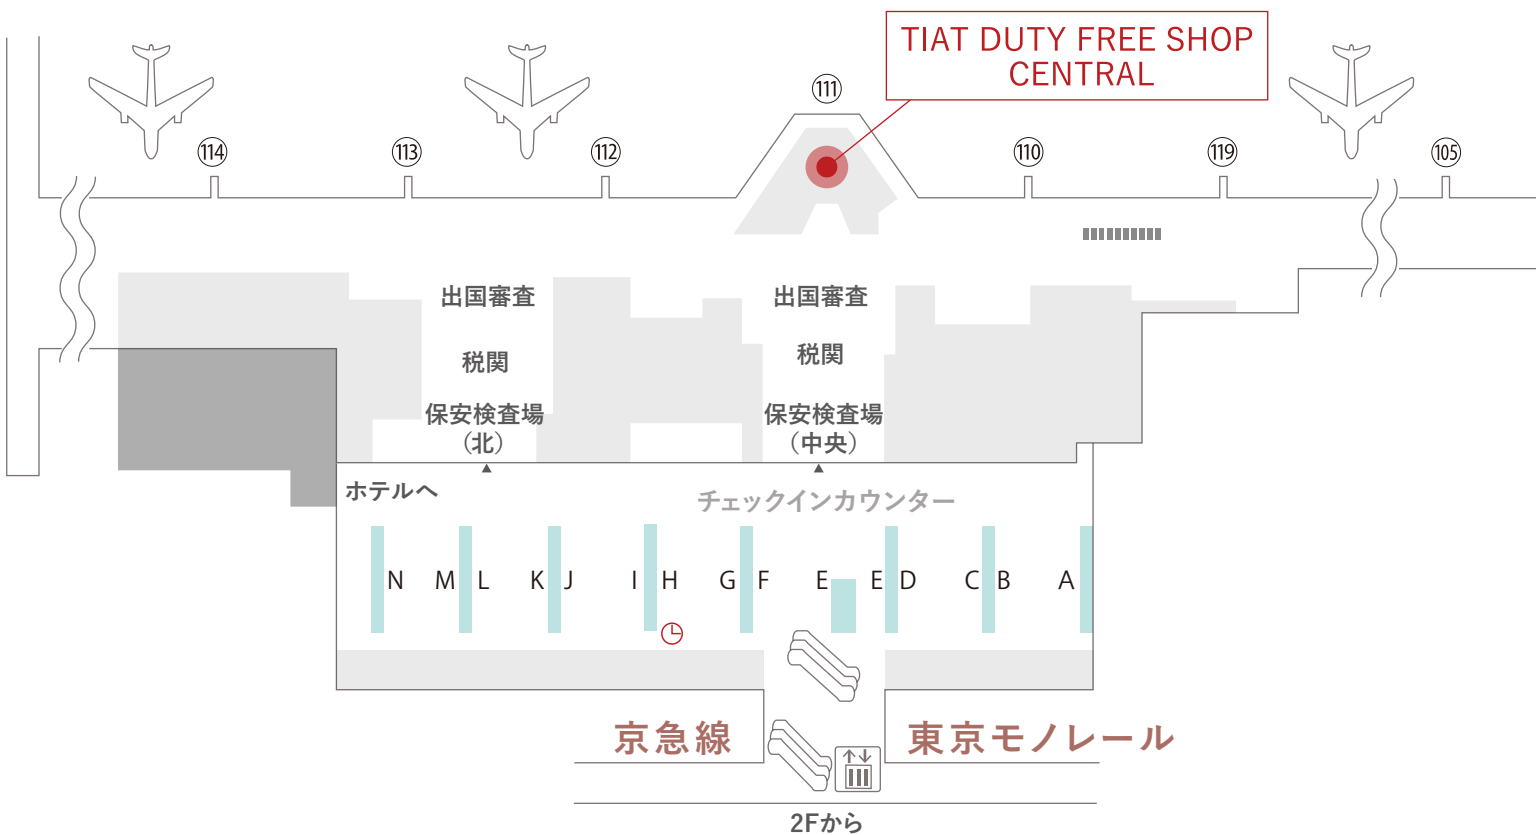 TIAT DUTY FREE SHOP
CENTRAL
111
114
113
112
110
119
105
出国審査
出国審査
税関
税関
保安検査場
(北)
保安検査場
(中央)
ホテルへ
チェックインカウンター
N M L K J I H G F E E D C B A
京急線
東京モノレール
2Fから